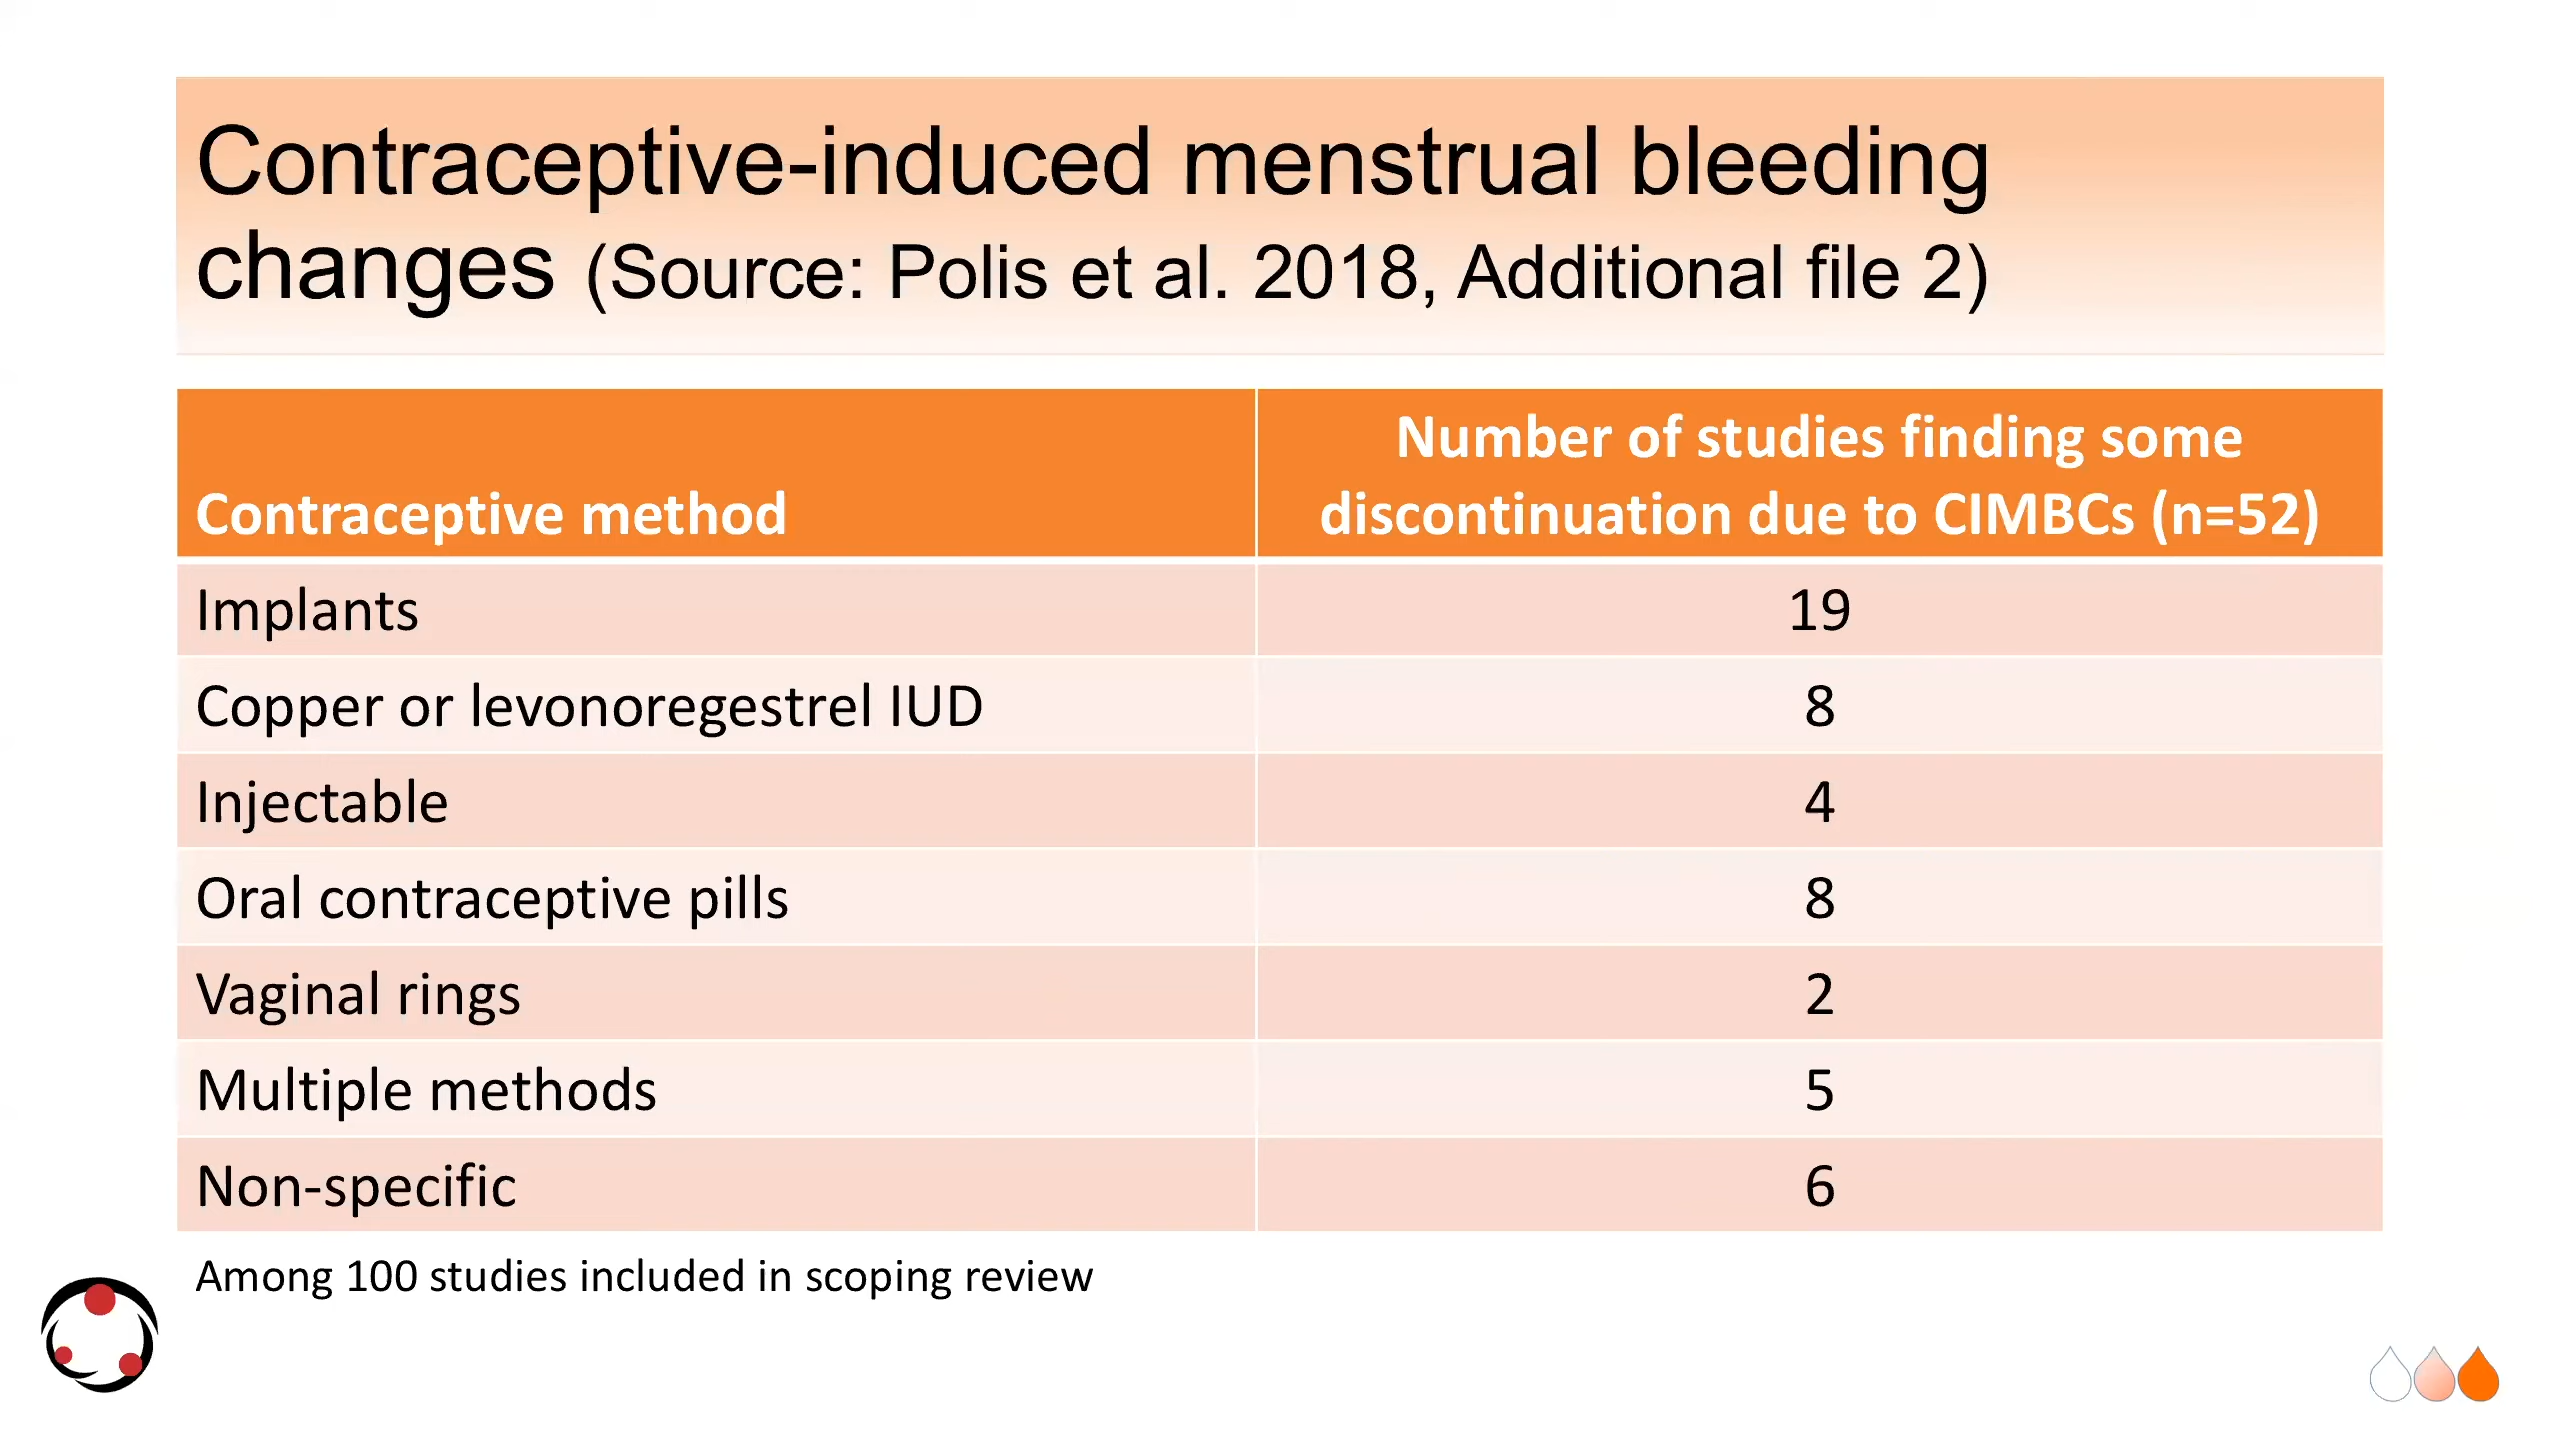 Contraceptive-induced menstrual bleeding
changes (Source: Polis et al. 2018, Additional file 2)
Contraceptive method
Number of studies finding some
discontinuation due to CIMBCs (n=52)
Implants 19
Copper or levonoregestrel IUD 8
Injectable 4
Oral contraceptive pills 8
Vaginal rings 2
Multiple methods 5
Non-specific 6
Among 100 studies included in scoping review